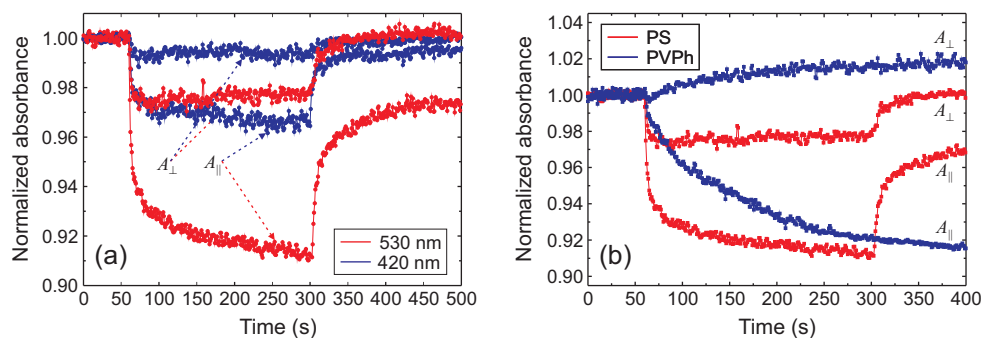 1.00
0.98
0.96
0.94
0.92
0.90
Normalized absorbance
A⊥
A∥
(a)
530 nm
420 nm
0 50 100 150 200 250 300 350 400 450 500
Time (s)
1.04
1.02
1.00
0.98
0.96
0.94
0.92
0.90
Normalized absorbance
PS
PVPh
A⊥
A⊥
A∥
A∥
(b)
0 50 100 150 200 250 300 350 400
Time (s)